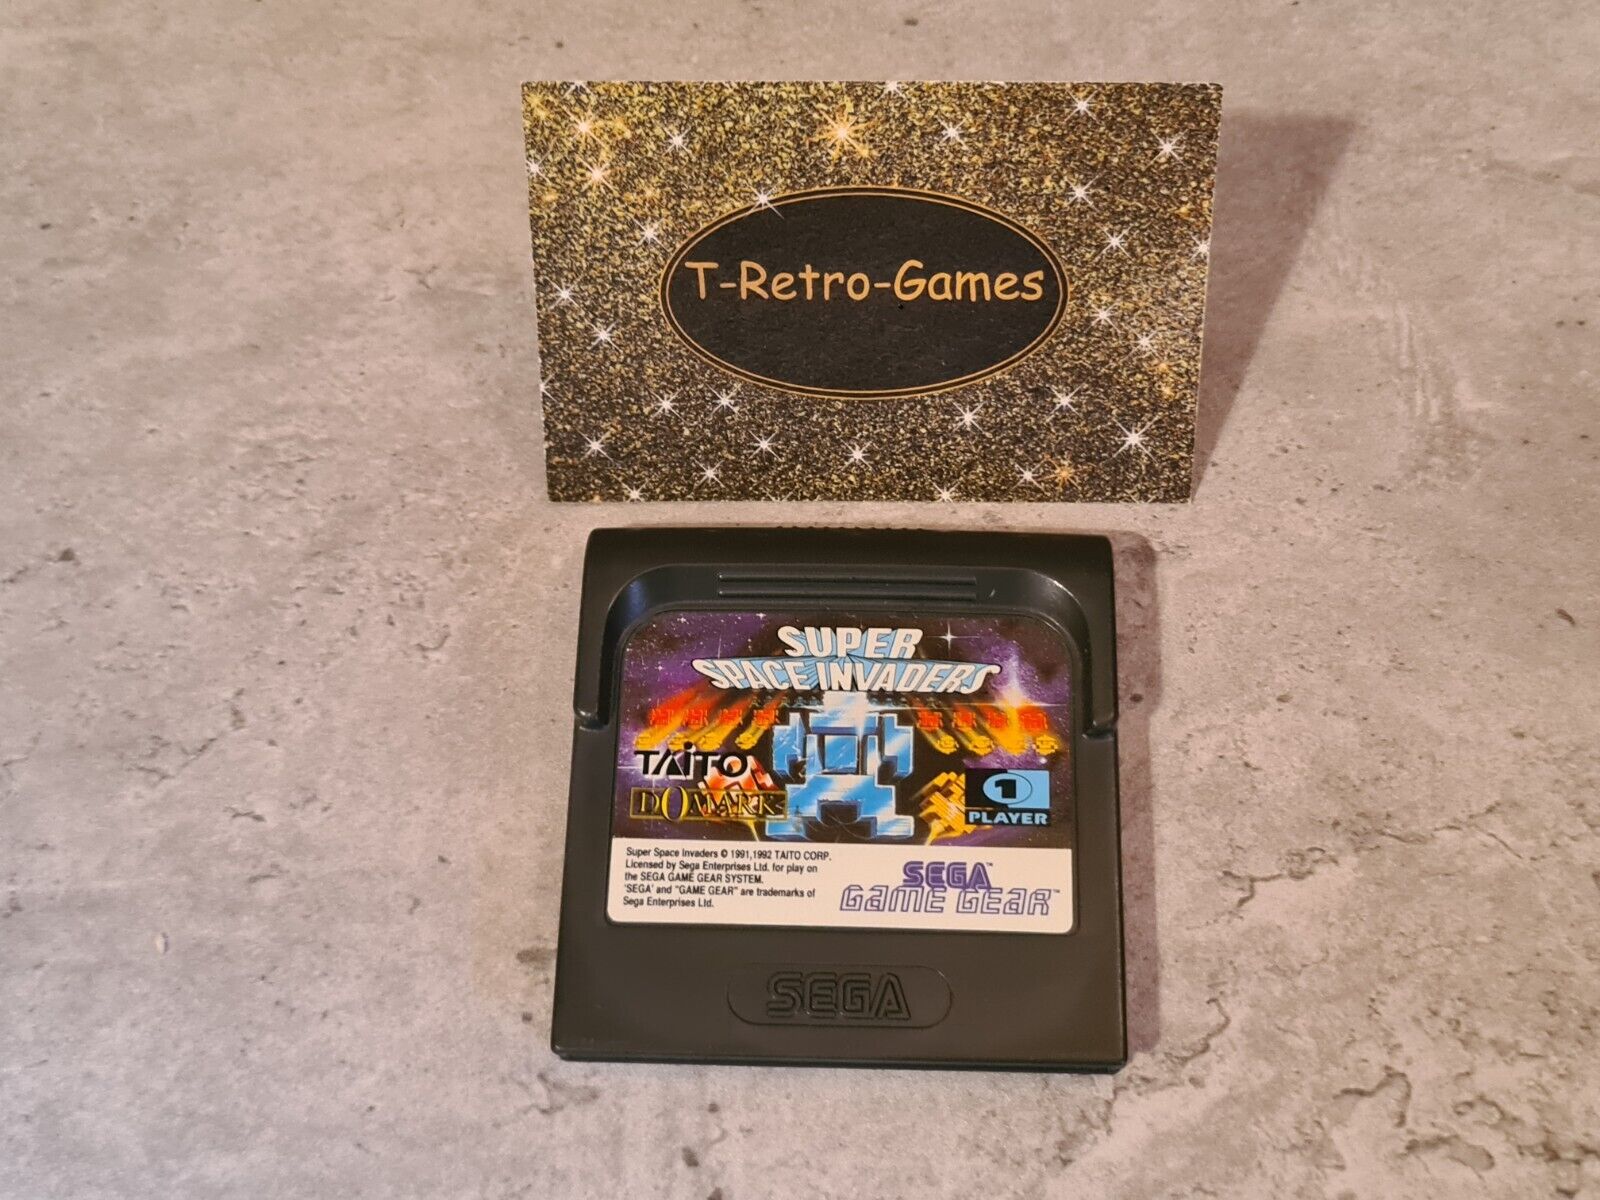 T-Retro-Games
SUPER
SPACE INVADERS
TAITO
DOMARK
1
PLAYER
Super Space Invaders © 1991,1992 TAITO CORP.
Licensed by Sega Enterprises Ltd. for play on
the SEGA GAME GEAR SYSTEM.
'SEGA' and "GAME GEAR" are trademarks of
Sega Enterprises Ltd.
SEGA™
GAME GEAR™
SEGA